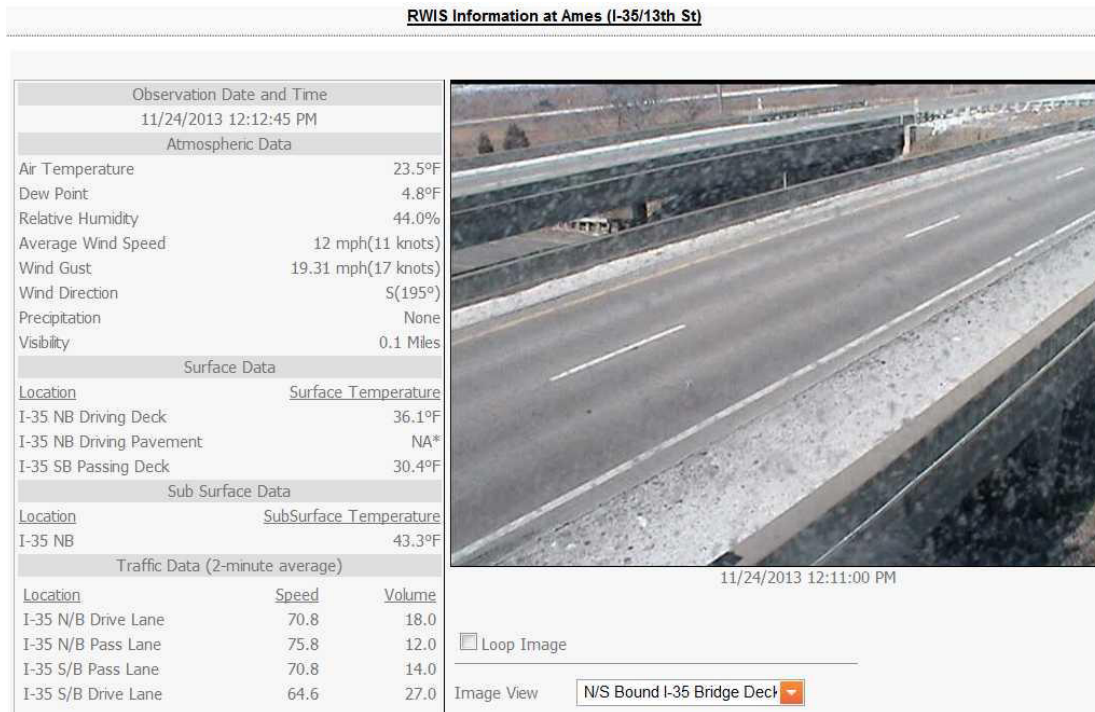 RWIS Information at Ames (I-35/13th St)
Observation Date and Time
11/24/2013 12:12:45 PM
Atmospheric Data
Air Temperature 23.5°F
Dew Point 4.8°F
Relative Humidity 44.0%
Average Wind Speed 12 mph(11 knots)
Wind Gust 19.31 mph(17 knots)
Wind Direction S(195°)
Precipitation None
Visibility 0.1 Miles
Surface Data
Location Surface Temperature
I-35 NB Driving Deck 36.1°F
I-35 NB Driving Pavement NA*
I-35 SB Passing Deck 30.4°F
Sub Surface Data
Location SubSurface Temperature
I-35 NB 43.3°F
Traffic Data (2-minute average)
Location Speed Volume
I-35 N/B Drive Lane 70.8 18.0
I-35 N/B Pass Lane 75.8 12.0
I-35 S/B Pass Lane 70.8 14.0
I-35 S/B Drive Lane 64.6 27.0
11/24/2013 12:11:00 PM
Loop Image
Image View N/S Bound I-35 Bridge Deck